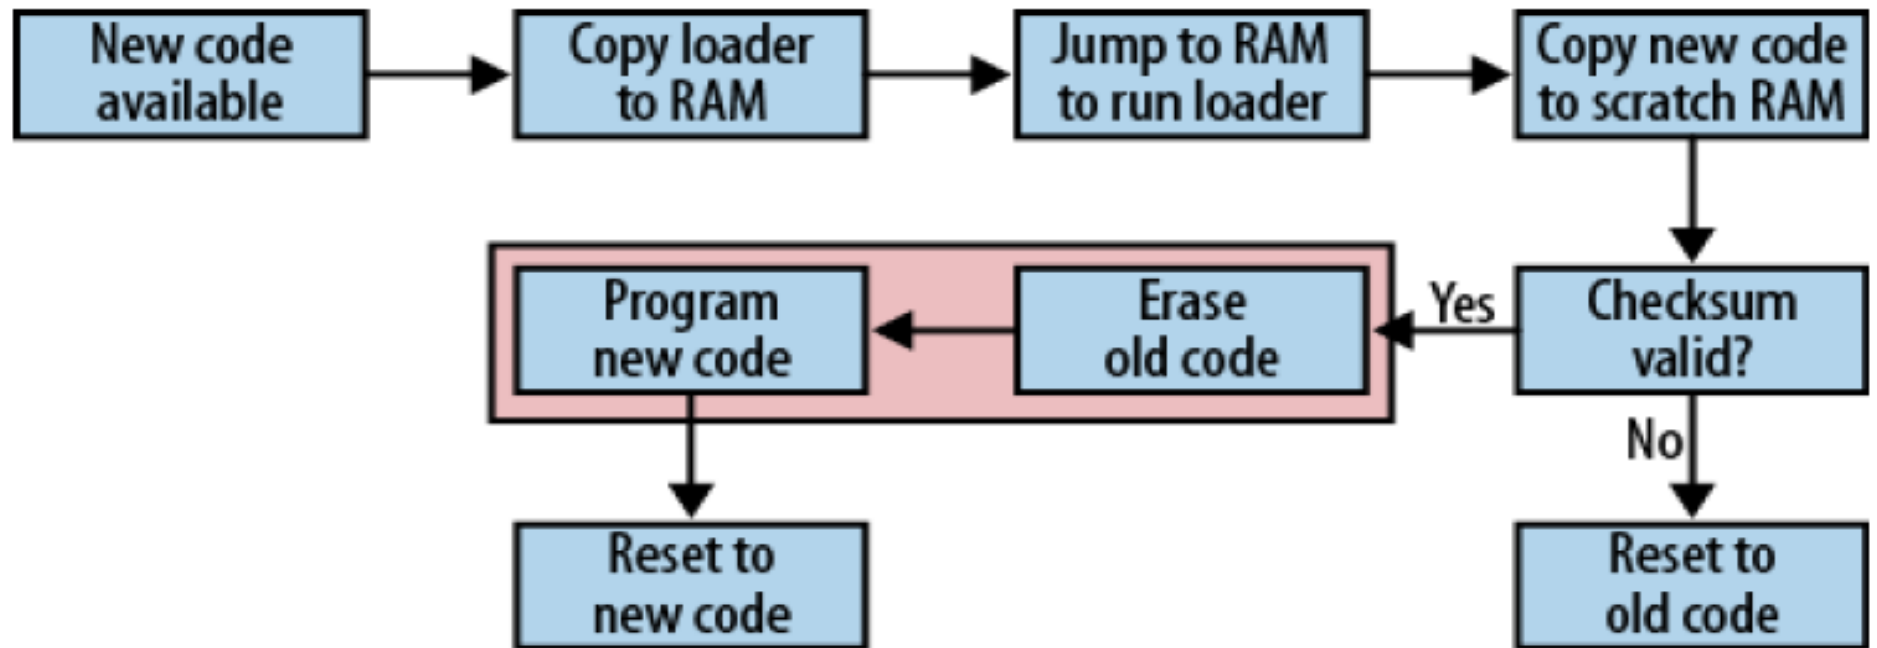 New code
available
Copy loader
to RAM
Jump to RAM
to run loader
Copy new code
to scratch RAM
Checksum
valid?
Yes
Erase
old code
Program
new code
No
Reset to
new code
Reset to
old code